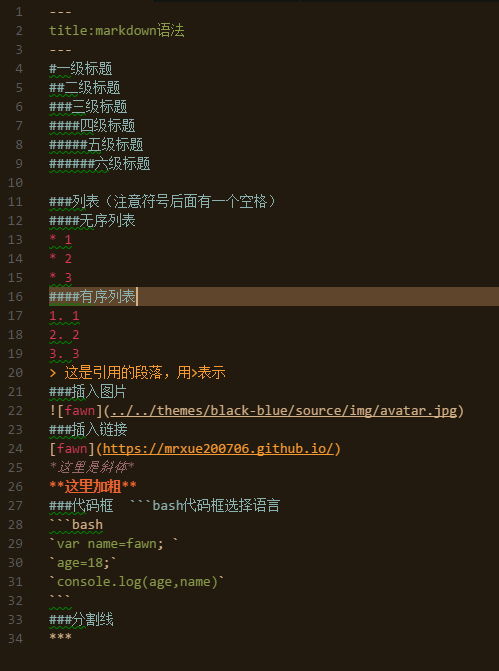 1 ---
2 title:markdown语法
3 ---
4 #一级标题
5 ##二级标题
6 ###三级标题
7 ####四级标题
8 #####五级标题
9 ######六级标题
10
11 ###列表（注意符号后面有一个空格）
12 ####无序列表
13 * 1
14 * 2
15 * 3
16 ####有序列表
17 1. 1
18 2. 2
19 3. 3
20 > 这是引用的段落，用>表示
21 ###插入图片
22 ![fawn](../../themes/black-blue/source/img/avatar.jpg)
23 ###插入链接
24 [fawn](https://mrxue200706.github.io/)
25 *这里是斜体*
26 **这里加粗**
27 ###代码框  ```bash代码框选择语言
28 ```bash
29 `var name=fawn; `
30 `age=18;`
31 `console.log(age,name)`
32 ```
33 ###分割线
34 ***